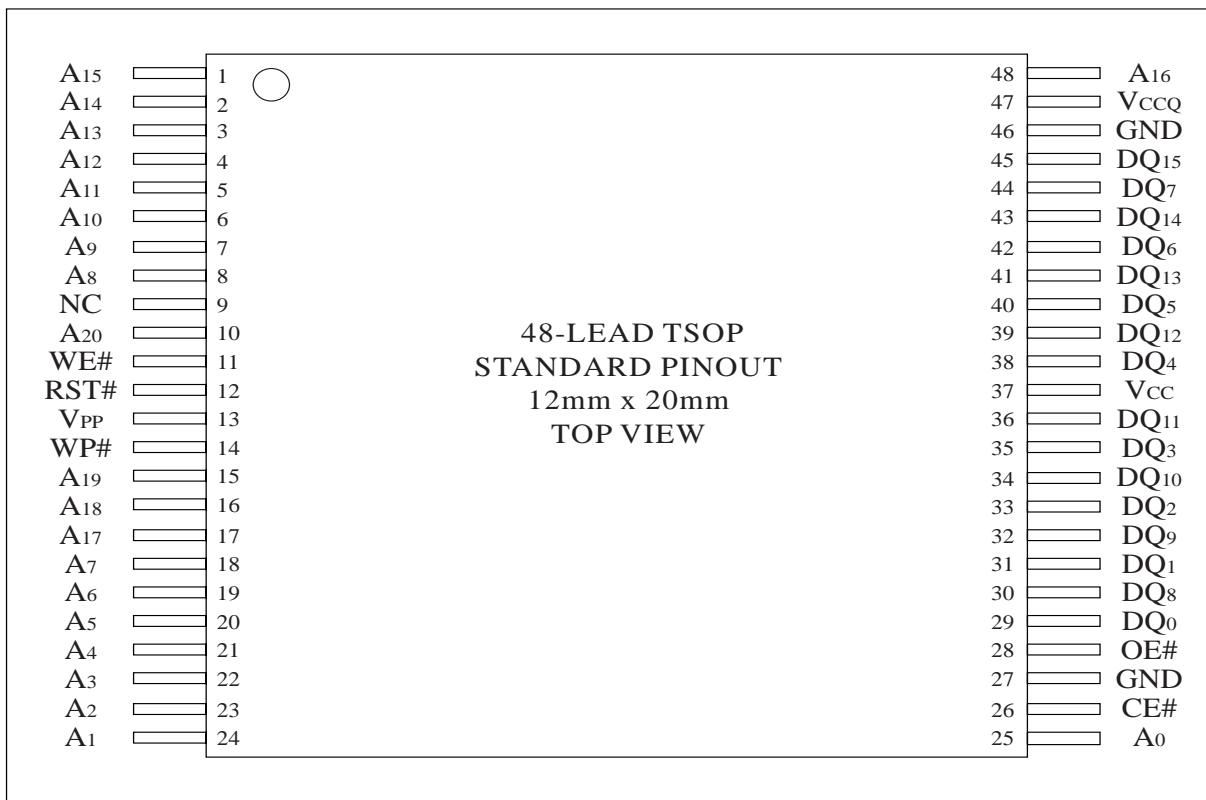 A15 1 48 A16
A14 2 47 VCCQ
A13 3 46 GND
A12 4 45 DQ15
A11 5 44 DQ7
A10 6 43 DQ14
A9 7 42 DQ6
A8 8 41 DQ13
NC 9 40 DQ5
A20 10 39 DQ12
WE# 11 38 DQ4
RST# 12 37 VCC
VPP 13 36 DQ11
WP# 14 35 DQ3
A19 15 34 DQ10
A18 16 33 DQ2
A17 17 32 DQ9
A7 18 31 DQ1
A6 19 30 DQ8
A5 20 29 DQ0
A4 21 28 OE#
A3 22 27 GND
A2 23 26 CE#
A1 24 25 A0
48-LEAD TSOP
STANDARD PINOUT
12mm x 20mm
TOP VIEW